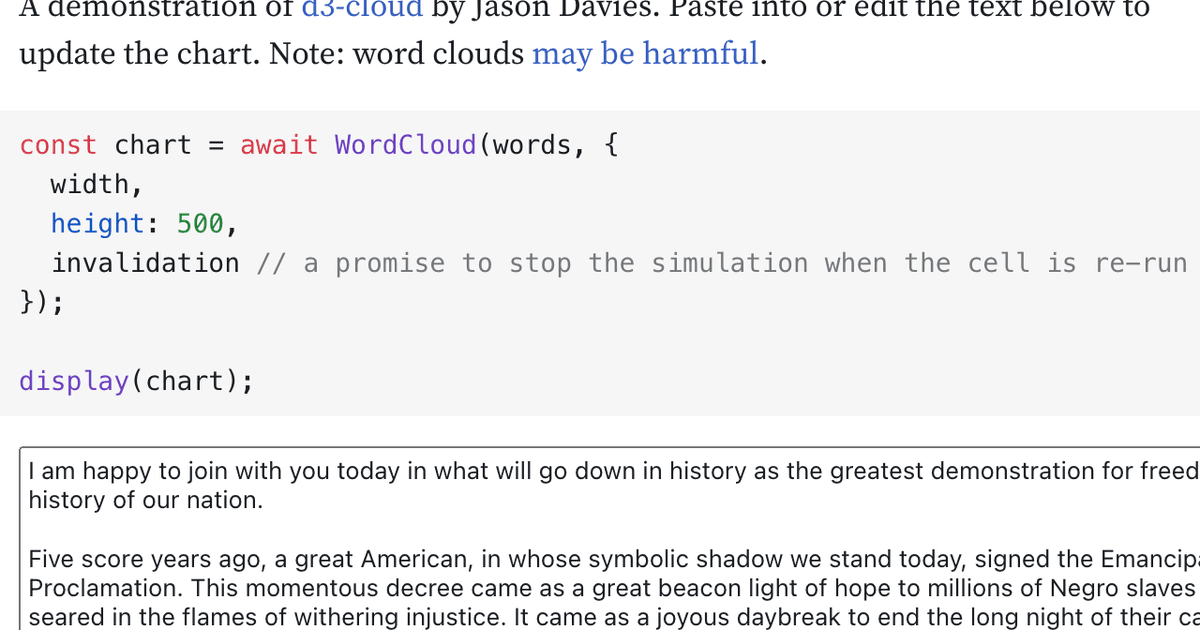 A demonstration of d3-cloud by Jason Davies. Paste into or edit the text below to
update the chart. Note: word clouds may be harmful.
const chart = await WordCloud(words, {
  width,
  height: 500,
  invalidation // a promise to stop the simulation when the cell is re-run
});
display(chart);
I am happy to join with you today in what will go down in history as the greatest demonstration for freed
history of our nation.
Five score years ago, a great American, in whose symbolic shadow we stand today, signed the Emancipa
Proclamation. This momentous decree came as a great beacon light of hope to millions of Negro slaves
seared in the flames of withering injustice. It came as a joyous daybreak to end the long night of their ca